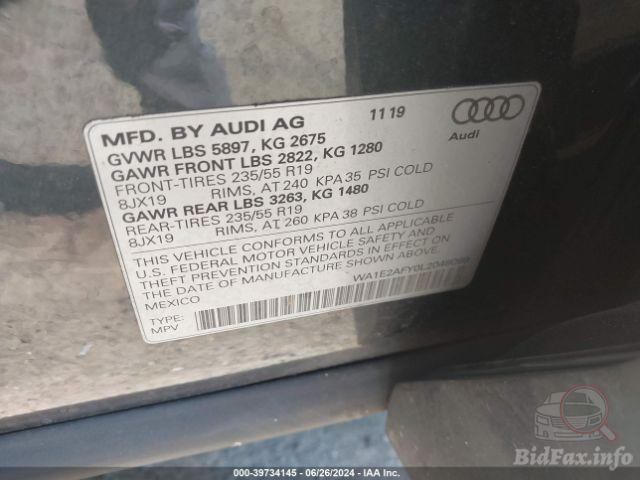 MFD. BY AUDI AG 11 19
GVWR LBS 5897, KG 2675
GAWR FRONT LBS 2822, KG 1280
FRONT-TIRES 235/55 R19
8JX19 RIMS, AT 240 KPA 35 PSI COLD
GAWR REAR LBS 3263, KG 1480
REAR-TIRES 235/55 R19
8JX19 RIMS, AT 260 KPA 38 PSI COLD
THIS VEHICLE CONFORMS TO ALL APPLICABLE
U.S. FEDERAL MOTOR VEHICLE SAFETY AND
THEFT PREVENTION STANDARDS IN EFFECT ON
THE DATE OF MANUFACTURE SHOWN ABOVE.
MEXICO
TYPE:
MPV
Audi
000-39734145 - 06/26/2024 - IAA Inc.
BidFax.info